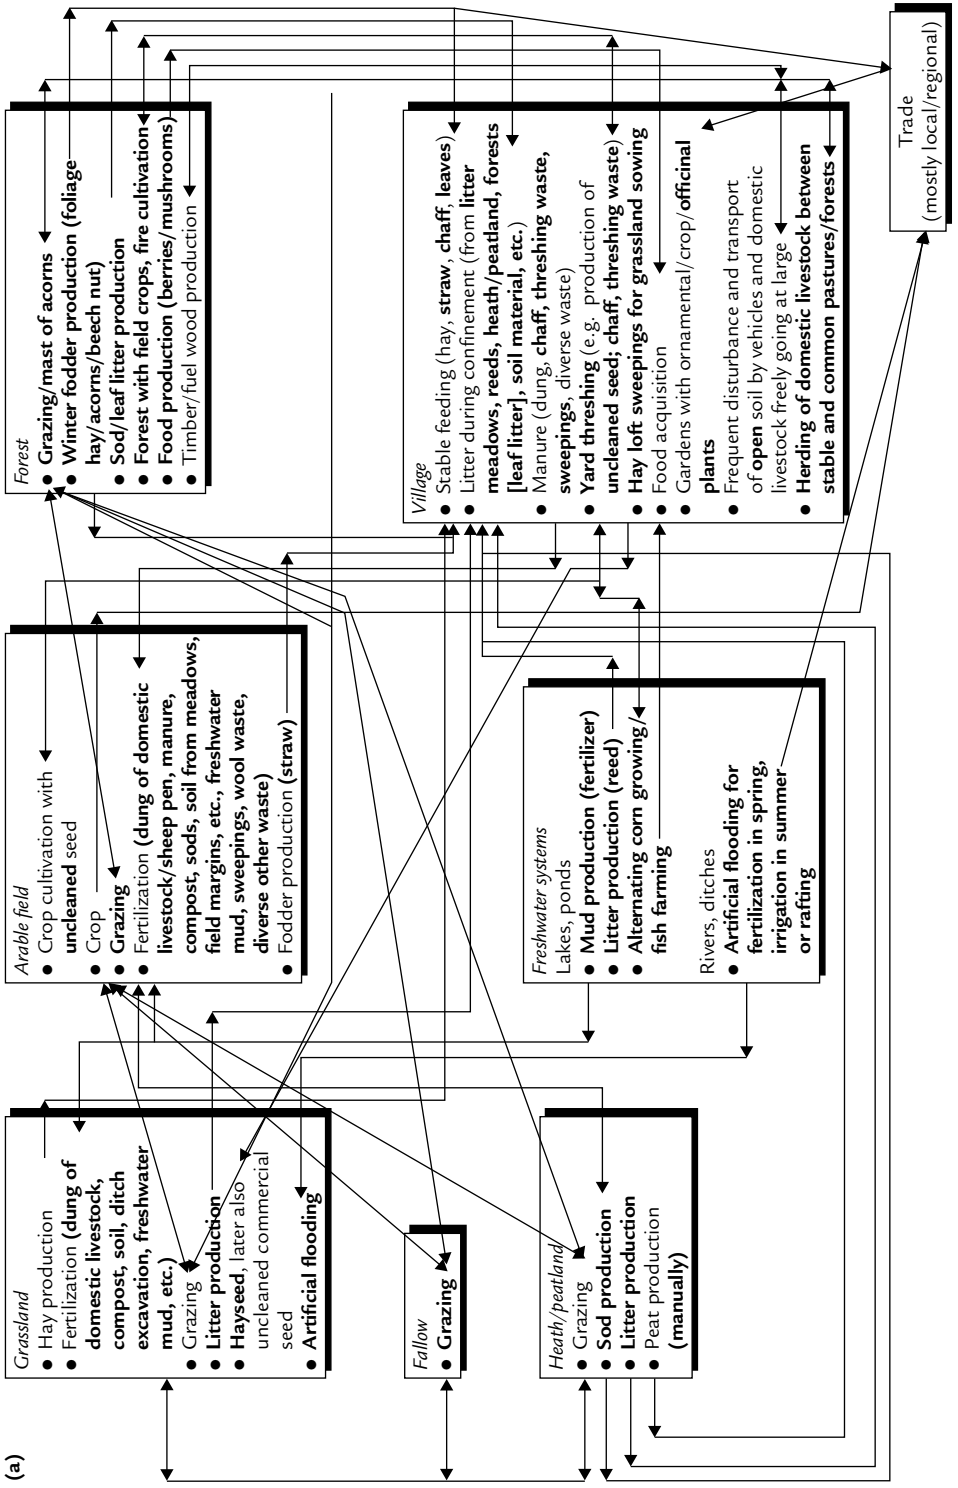 (a)
Grassland
● Hay production
● Fertilization (dung of
domestic livestock,
compost, soil, ditch
excavation, freshwater
mud, etc.)
● Grazing
● Litter production
● Hayseed, later also
uncleaned commercial
seed
● Artificial flooding
Arable field
● Crop cultivation with
uncleaned seed
● Crop
● Grazing
● Fertilization (dung of domestic
livestock/sheep pen, manure,
compost, sods, soil from meadows,
field margins, etc., freshwater
mud, sweepings, wool waste,
diverse other waste)
● Fodder production (straw)
Forest
● Grazing/mast of acorns
● Winter fodder production (foliage
hay/acorns/beech nut)
● Sod/leaf litter production
● Forest with field crops, fire cultivation
● Food production (berries/mushrooms)
● Timber/fuel wood production
Fallow
● Grazing
Heath/peatland
● Grazing
● Sod production
● Litter production
● Peat production
(manually)
Freshwater systems
Lakes, ponds
● Mud production (fertilizer)
● Litter production (reed)
● Alternating corn growing/
fish farming
Rivers, ditches
● Artificial flooding for
fertilization in spring,
irrigation in summer
or rafting
Village
● Stable feeding (hay, straw, chaff, leaves)
● Litter during confinement (from litter
meadows, reeds, heath/peatland, forests
[leaf litter], soil material, etc.)
● Manure (dung, chaff, threshing waste,
sweepings, diverse waste)
● Yard threshing (e.g. production of
uncleaned seed; chaff, threshing waste)
● Hay loft sweepings for grassland sowing
● Food acquisition
● Gardens with ornamental/crop/officinal
plants
● Frequent disturbance and transport
of open soil by vehicles and domestic
livestock freely going at large
● Herding of domestic livestock between
stable and common pastures/forests
Trade
(mostly local/regional)